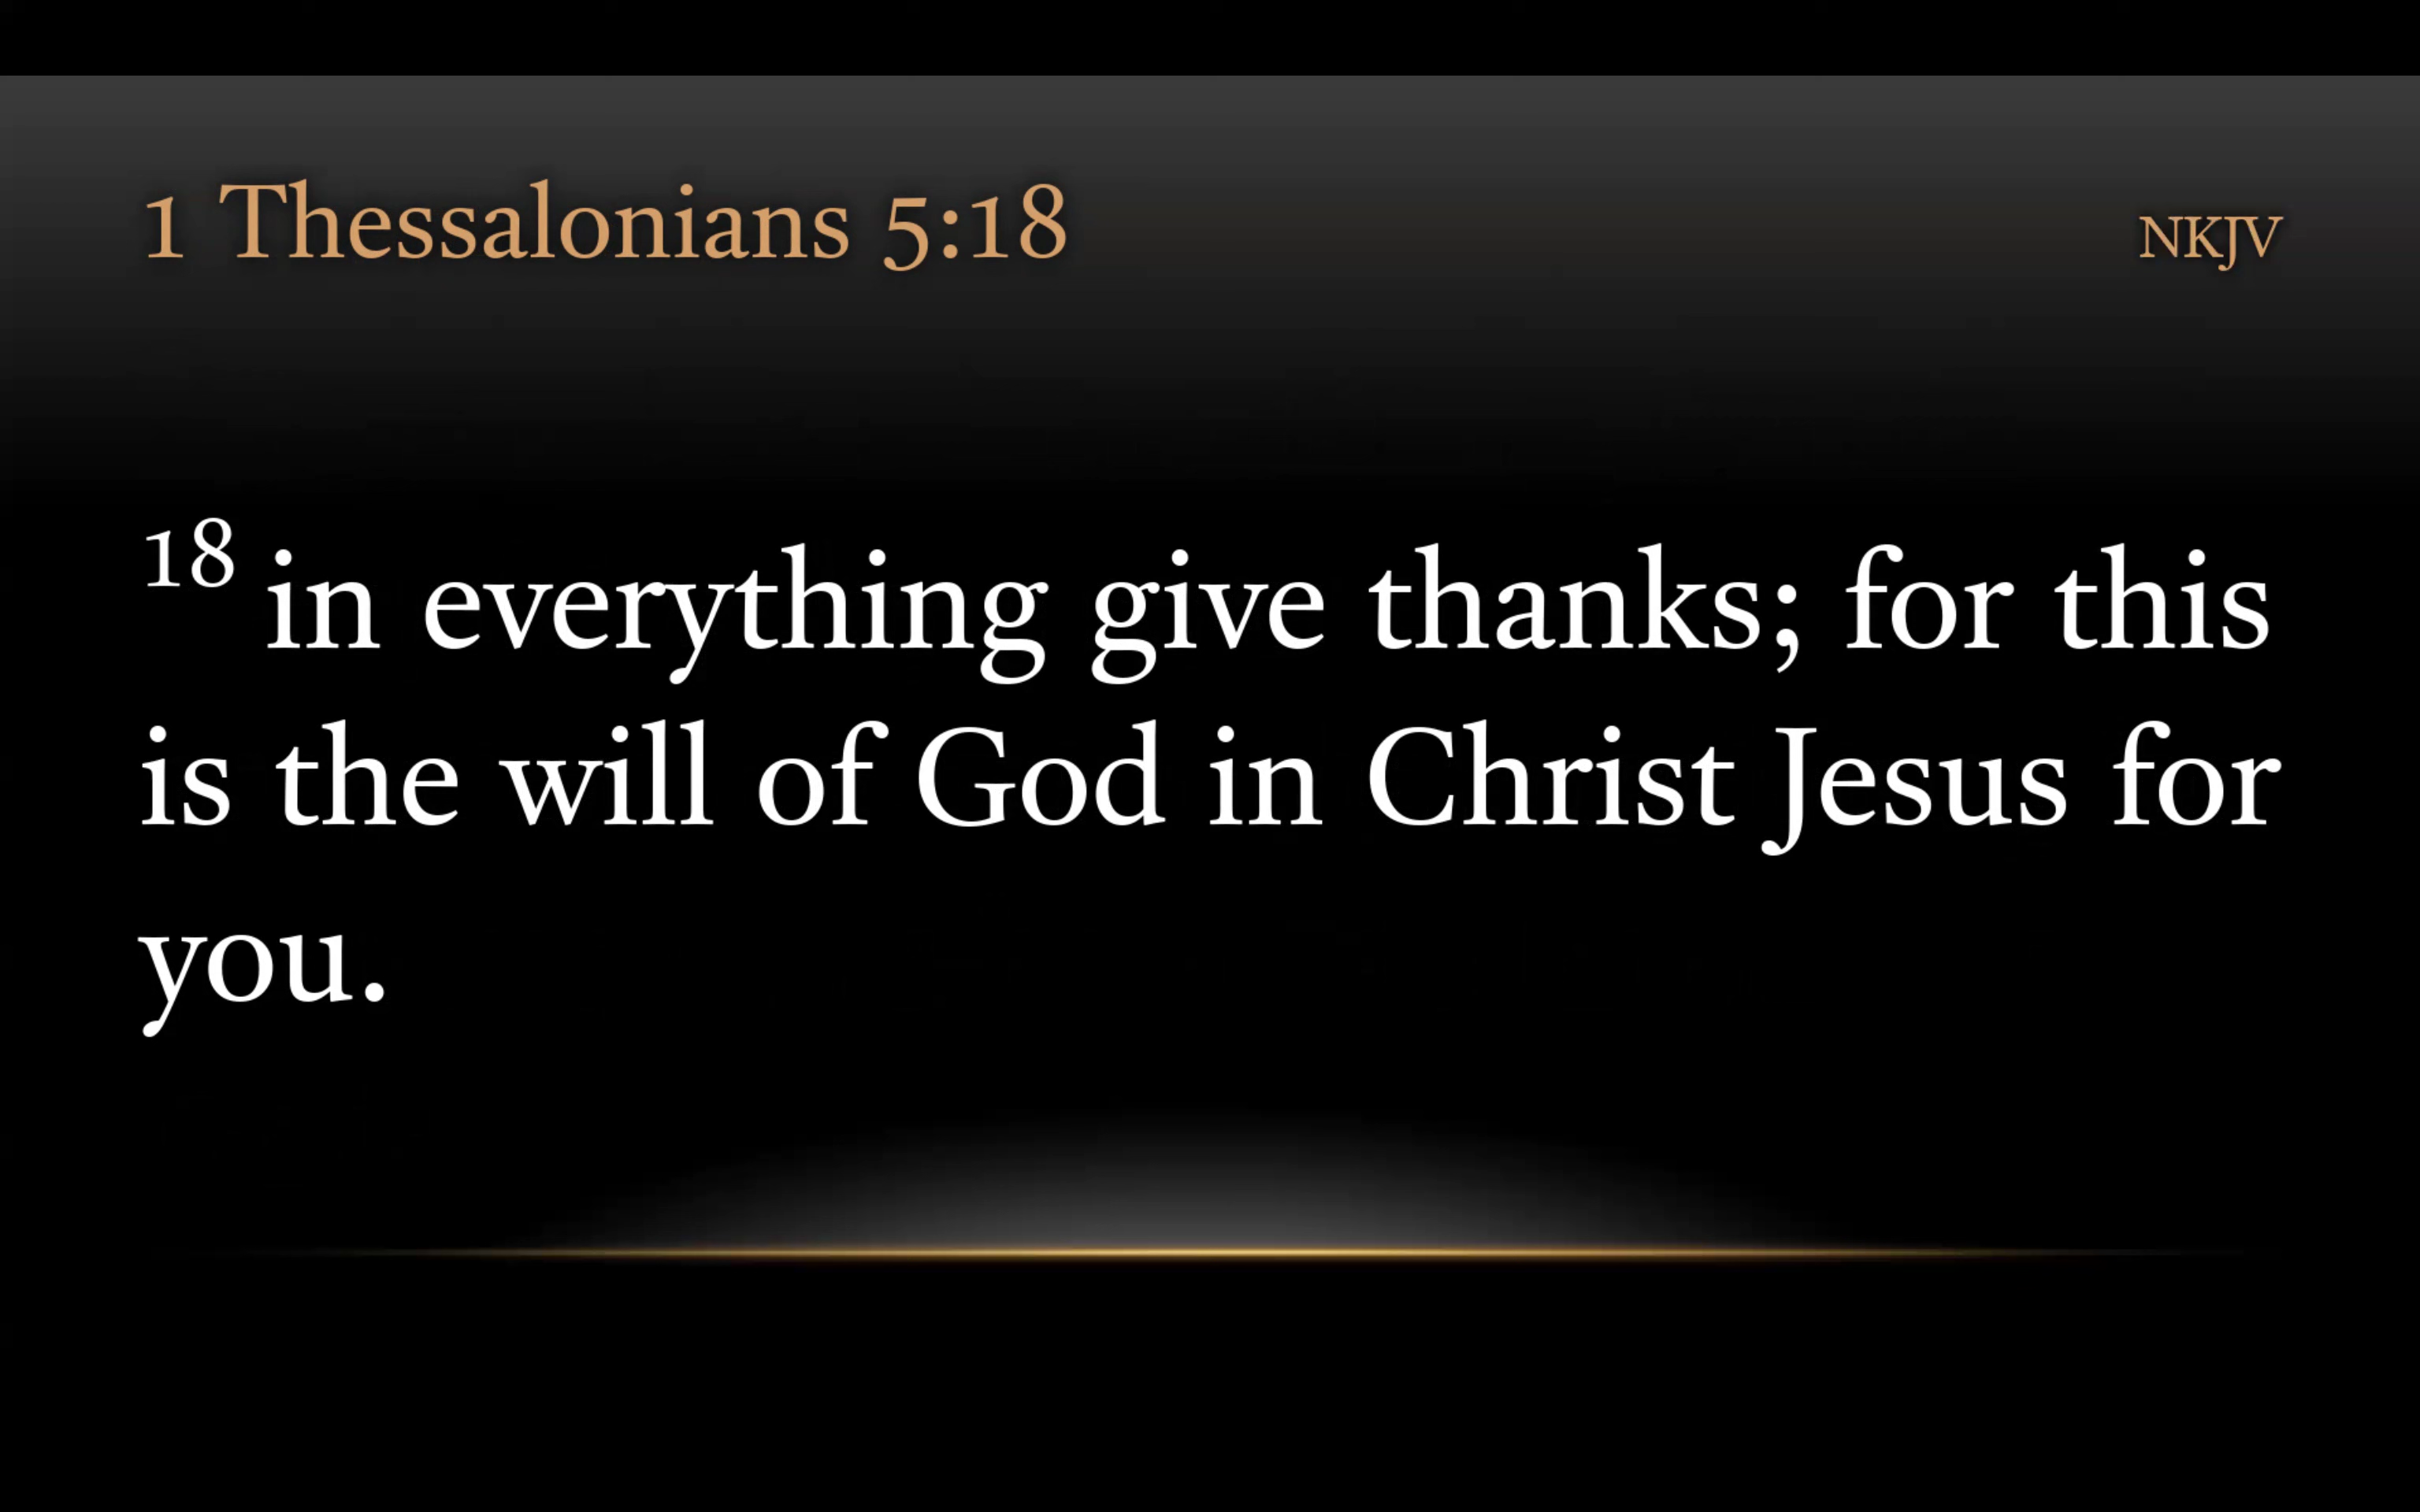 1 Thessalonians 5:18 NKJV
18 in everything give thanks; for this
is the will of God in Christ Jesus for
you.